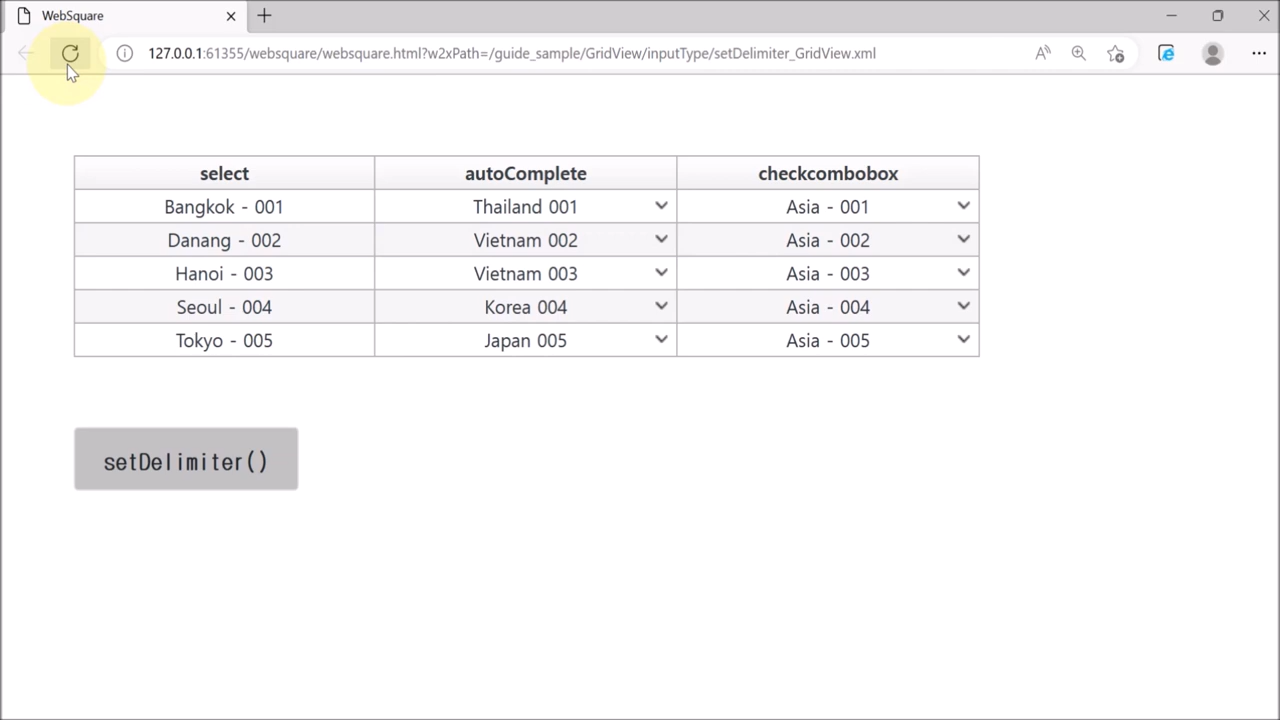 WebSquare
127.0.0.1:61355/websquare/websquare.html?w2xPath=/guide_sample/GridView/inputType/setDelimiter_GridView.xml
select autoComplete checkcombobox
Bangkok - 001 Thailand 001 Asia - 001
Danang - 002 Vietnam 002 Asia - 002
Hanoi - 003 Vietnam 003 Asia - 003
Seoul - 004 Korea 004 Asia - 004
Tokyo - 005 Japan 005 Asia - 005
setDelimiter()